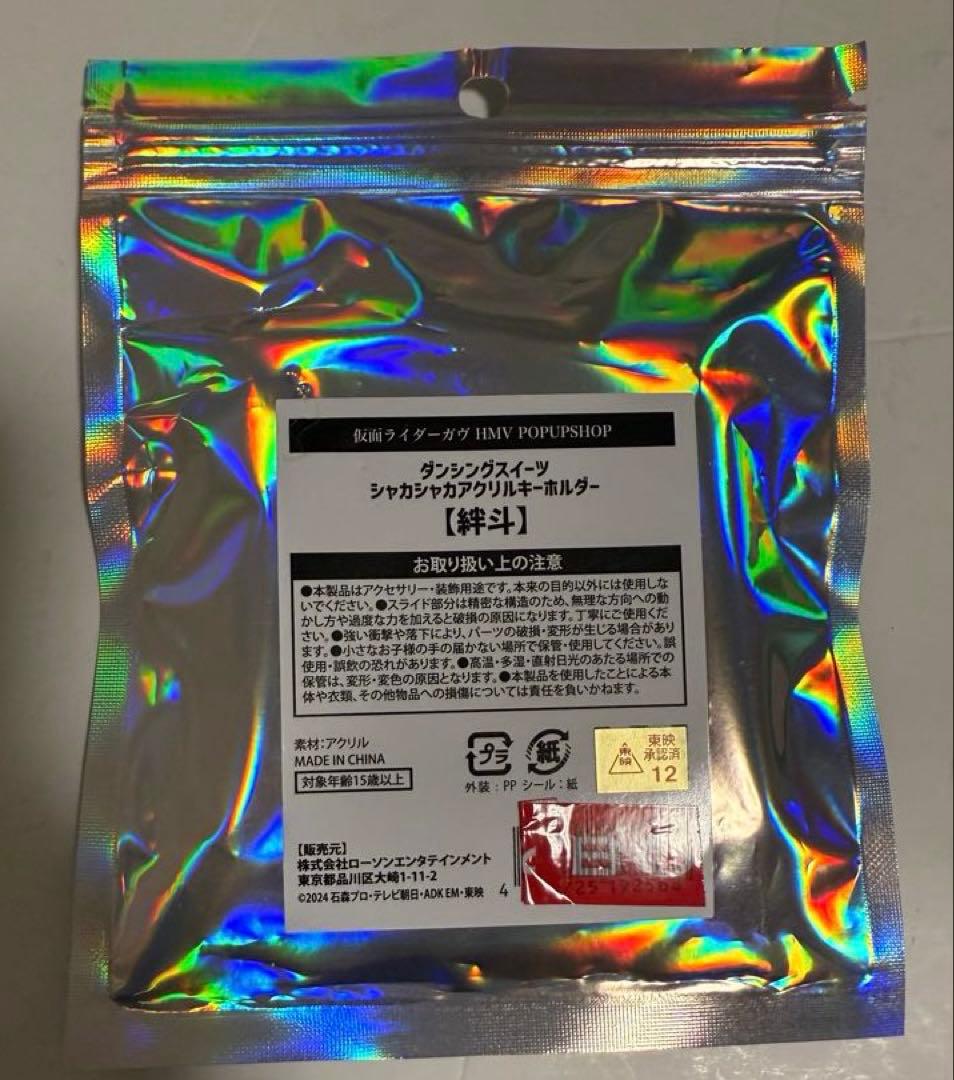 仮面ライダーガヴ HMV POPUPSHOP
ダンシングスイーツ
シャカシャカアクリルキーホルダー
【絆斗】
お取り扱い上の注意
●本製品はアクセサリー・装飾用途です。本来の目的以外には使用しな
いでください。●スライド部分は精密な構造のため、無理な方向への動
かし方や過度な力を加えると破損の原因になります。丁寧にご使用くだ
さい。●強い衝撃や落下により、パーツの破損・変形が生じる場合があり
ます。●小さなお子様の手の届かない場所で保管・使用してください。誤
使用・誤飲の恐れがあります。●高温・多湿・直射日光のあたる場所での
保管は、変形・変色の原因となります。●本製品を使用したことによる本
体や衣類、その他物品への損傷については責任を負いかねます。
素材：アクリル
MADE IN CHINA
対象年齢15歳以上
プラ
紙
外装：PP シール：紙
東映
東映
承認済
12
【販売元】
株式会社ローソンエンタテインメント
東京都品川区大崎1-11-2
©2024 石森プロ・テレビ朝日・ADK EM・東映
4